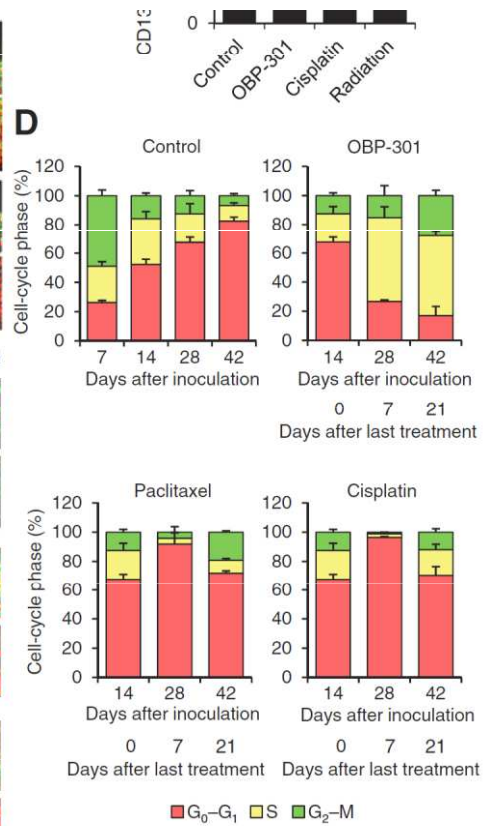 CD13
0
Control
OBP-301
Cisplatin
Radiation
D
Control
Cell-cycle phase (%)
120
100
80
60
40
20
0
7 14 28 42
Days after inoculation
OBP-301
120
100
80
60
40
20
0
14 28 42
Days after inoculation
0 7 21
Days after last treatment
Paclitaxel
Cell-cycle phase (%)
120
100
80
60
40
20
0
14 28 42
Days after inoculation
0 7 21
Days after last treatment
Cisplatin
120
100
80
60
40
20
0
14 28 42
Days after inoculation
0 7 21
Days after last treatment
G₀–G₁ S G₂–M